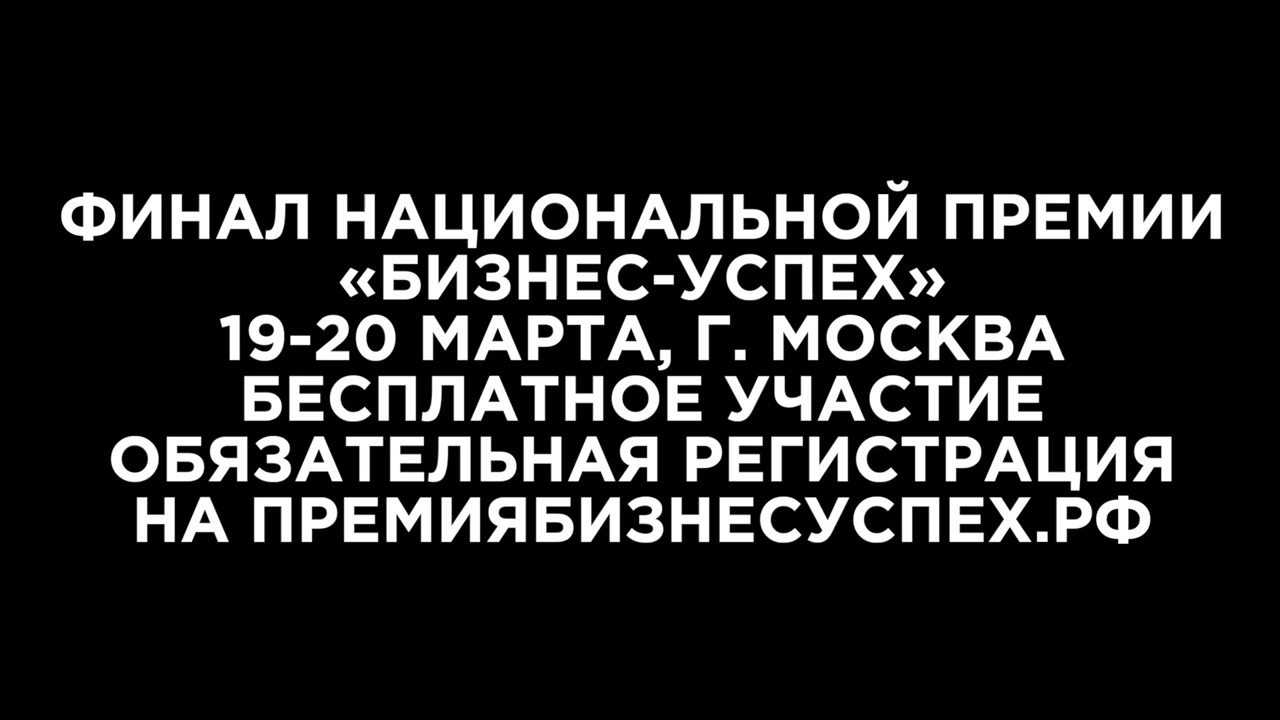 ФИНАЛ НАЦИОНАЛЬНОЙ ПРЕМИИ
«БИЗНЕС-УСПЕХ»
19-20 МАРТА, Г. МОСКВА
БЕСПЛАТНОЕ УЧАСТИЕ
ОБЯЗАТЕЛЬНАЯ РЕГИСТРАЦИЯ
НА ПРЕМИЯБИЗНЕСУСПЕХ.РФ